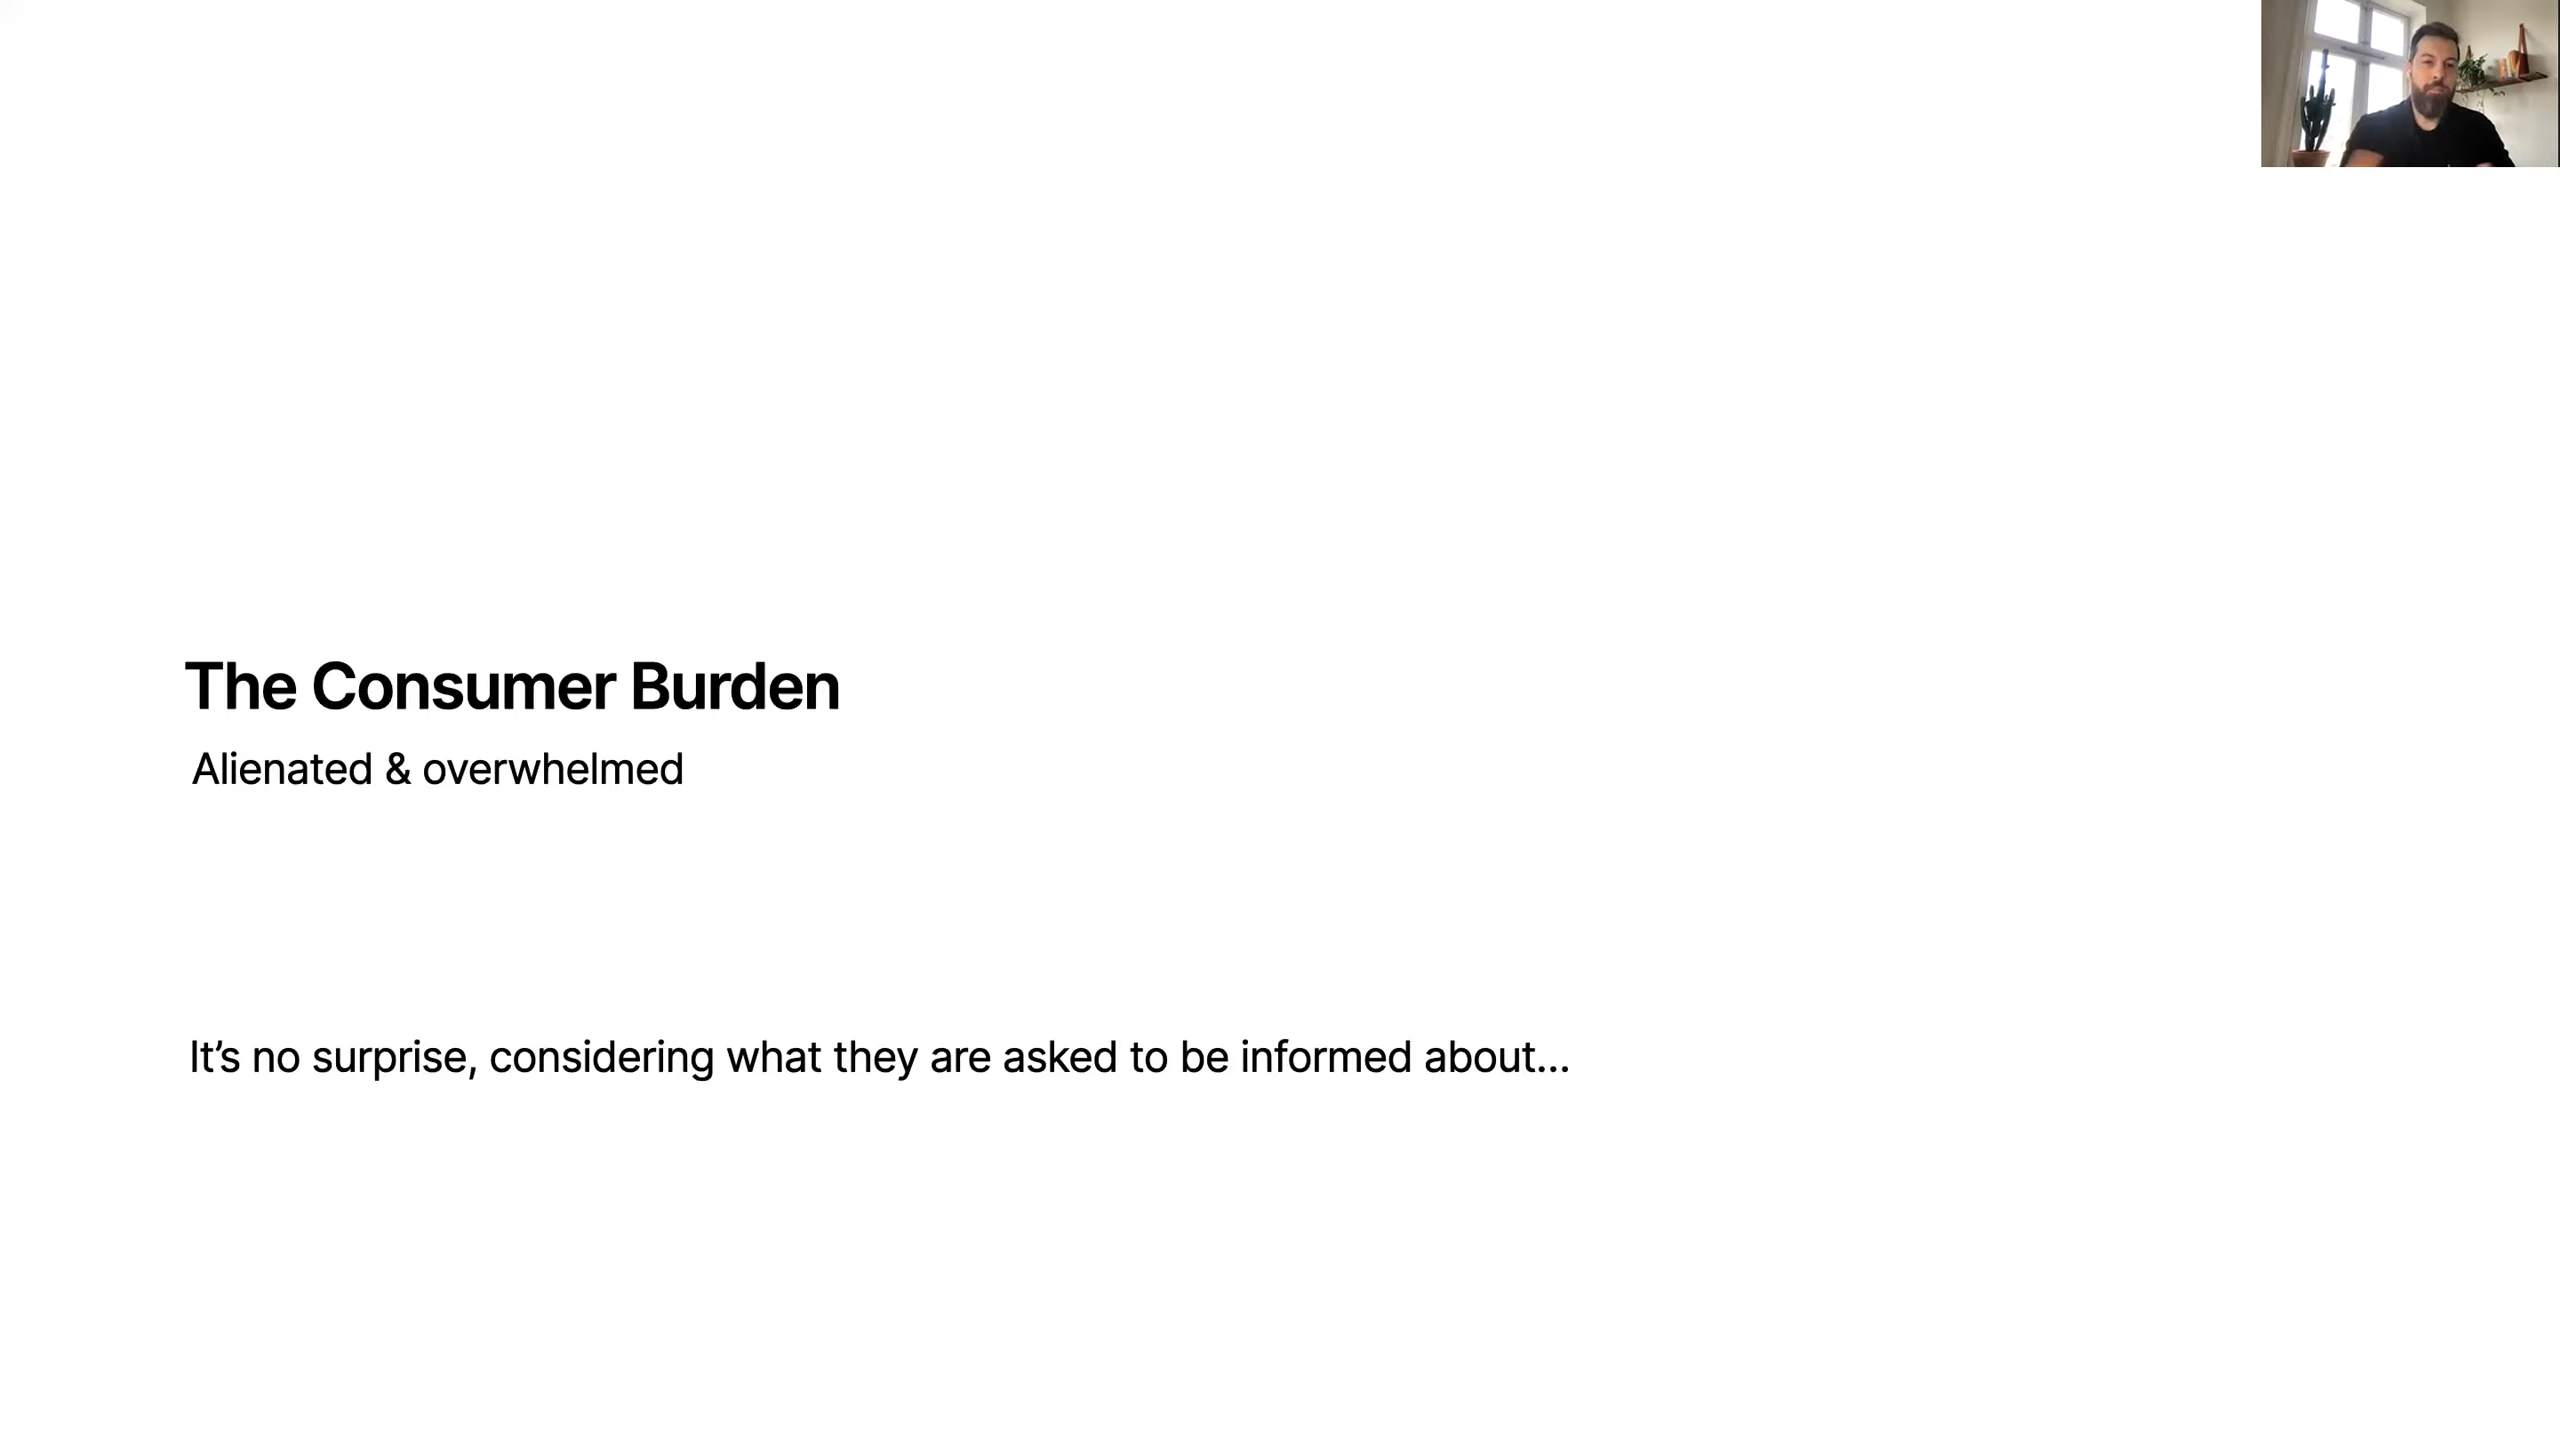 The Consumer Burden
Alienated & overwhelmed
It’s no surprise, considering what they are asked to be informed about...